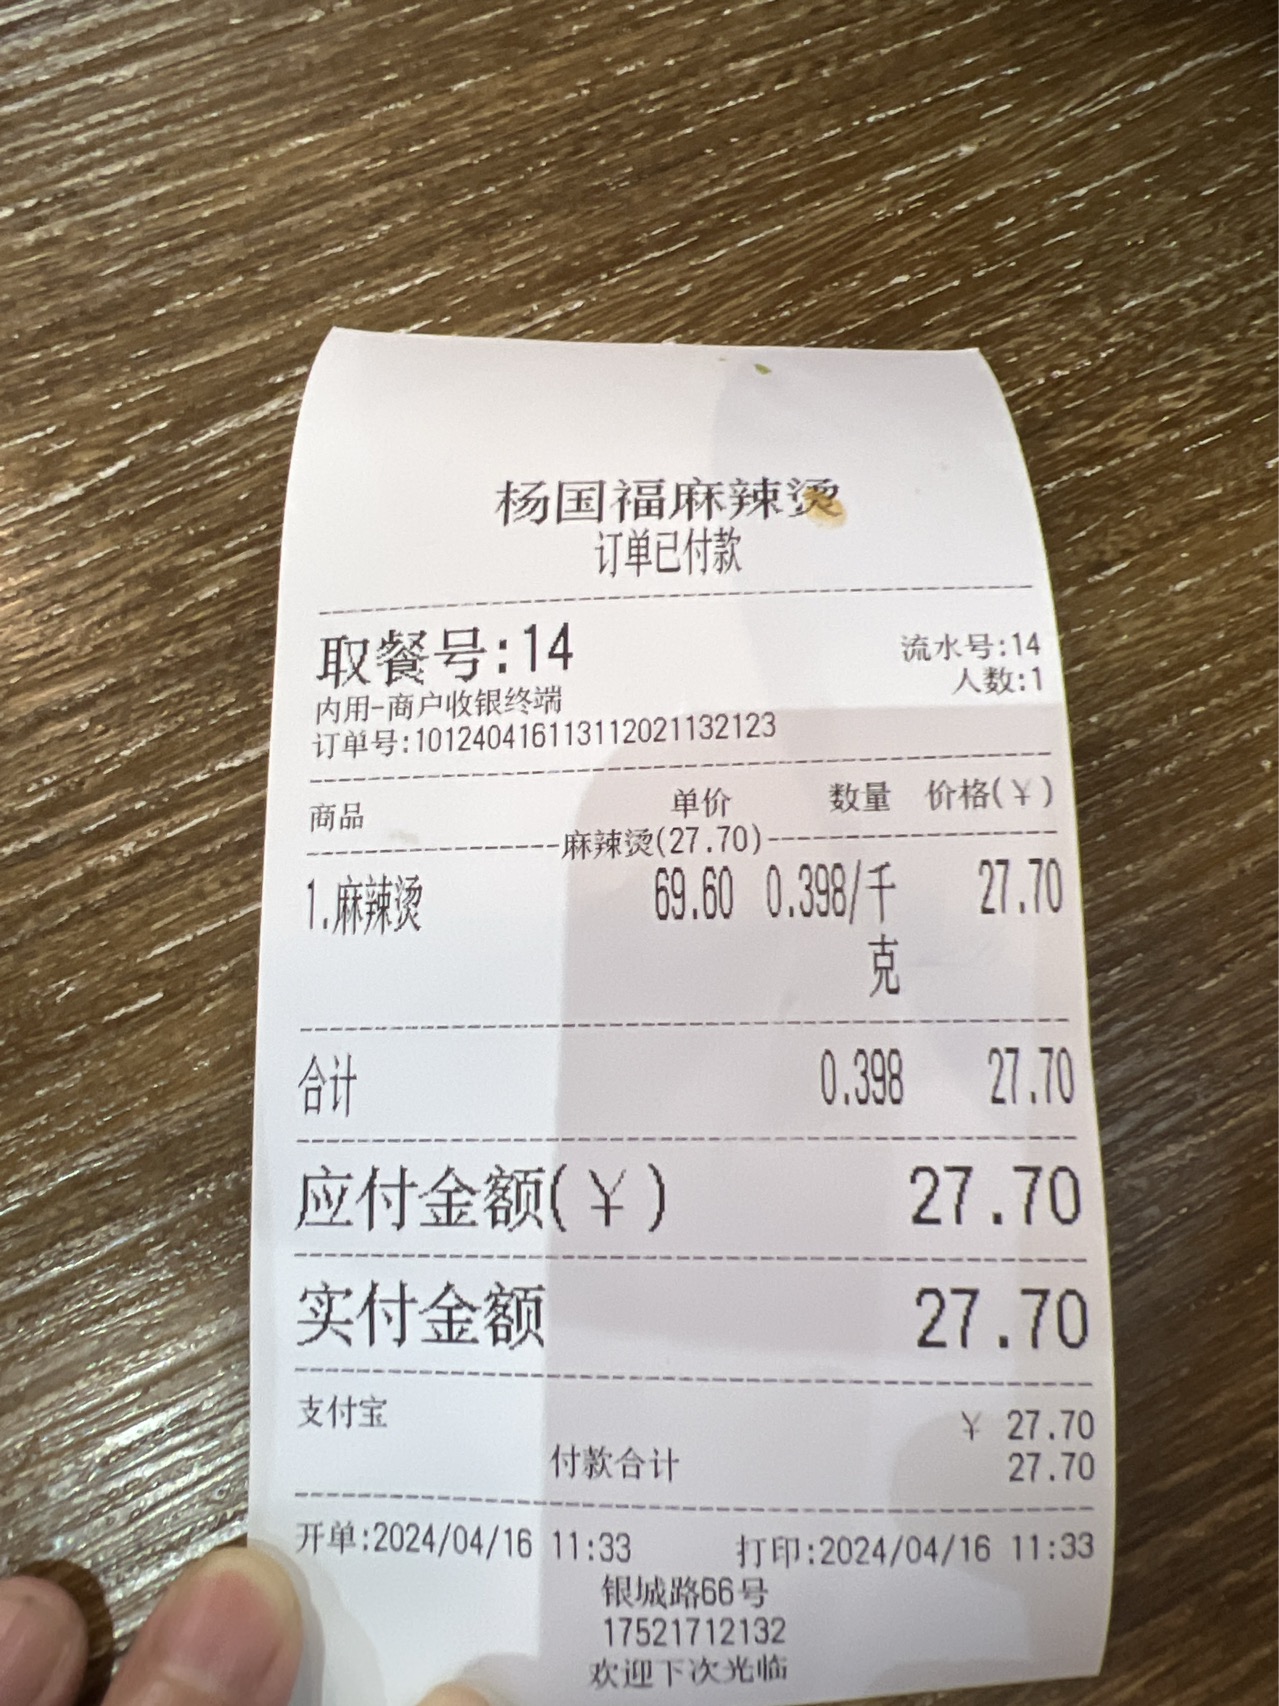 杨国福麻辣烫
订单已付款
取餐号:14
流水号:14
人数:1
内用-商户收银终端
订单号:10124041611311202113​2123
商品 单价 数量 价格(￥)
麻辣烫(27.70)
1.麻辣烫 69.60 0.398/千克 27.70
合计 0.398 27.70
应付金额(￥) 27.70
实付金额 27.70
支付宝 ￥ 27.70
付款合计 27.70
开单:2024/04/16 11:33 打印:2024/04/16 11:33
银城路66号
17521712132
欢迎下次光临